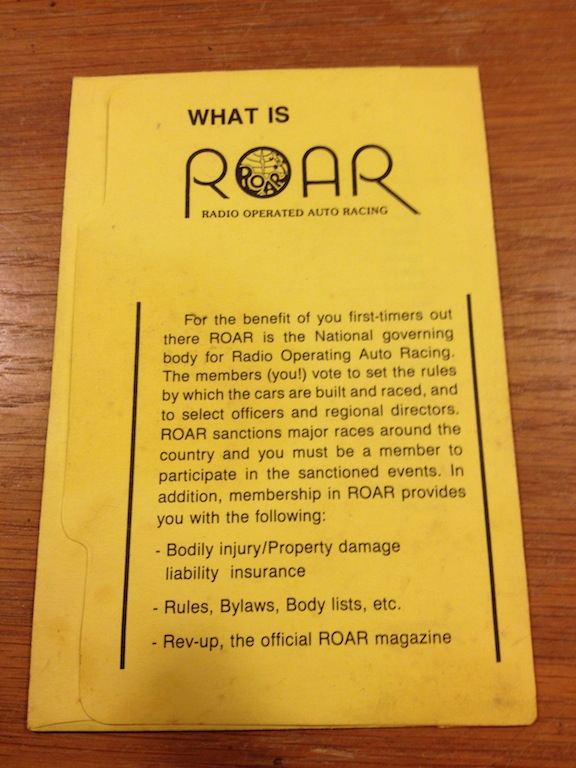 WHAT IS
ROAR
ROAR
RADIO OPERATED AUTO RACING
For the benefit of you first-timers out
there ROAR is the National governing
body for Radio Operating Auto Racing.
The members (you!) vote to set the rules
by which the cars are built and raced, and
to select officers and regional directors.
ROAR sanctions major races around the
country and you must be a member to
participate in the sanctioned events. In
addition, membership in ROAR provides
you with the following:
- Bodily injury/Property damage
liability insurance
- Rules, Bylaws, Body lists, etc.
- Rev-up, the official ROAR magazine